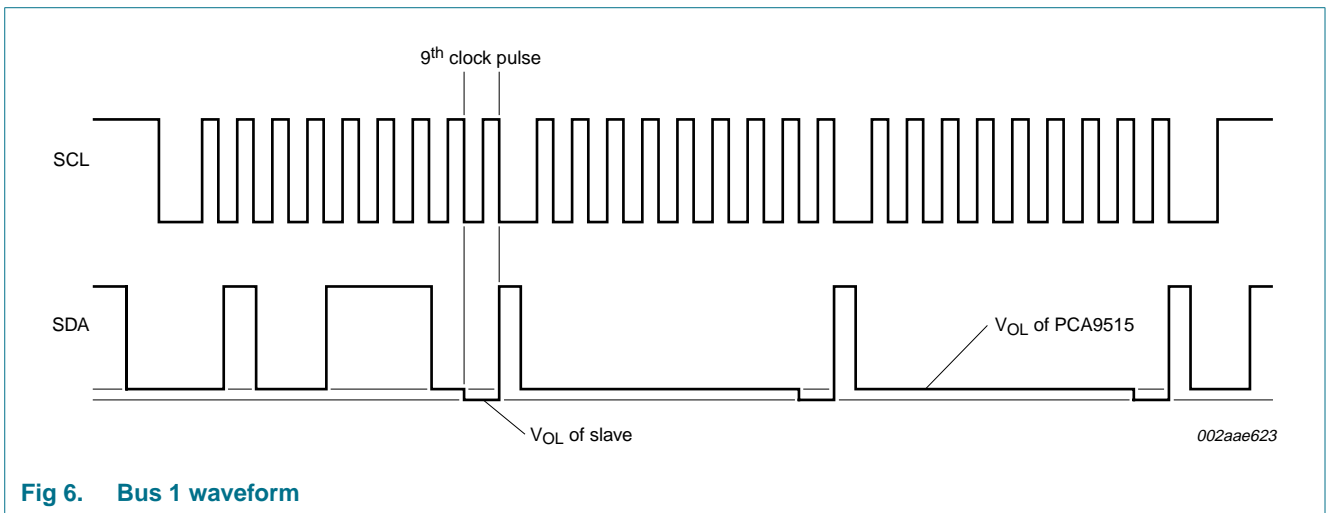 9th clock pulse
SCL
SDA
VOL of PCA9515
VOL of slave
002aae623
Fig 6. Bus 1 waveform